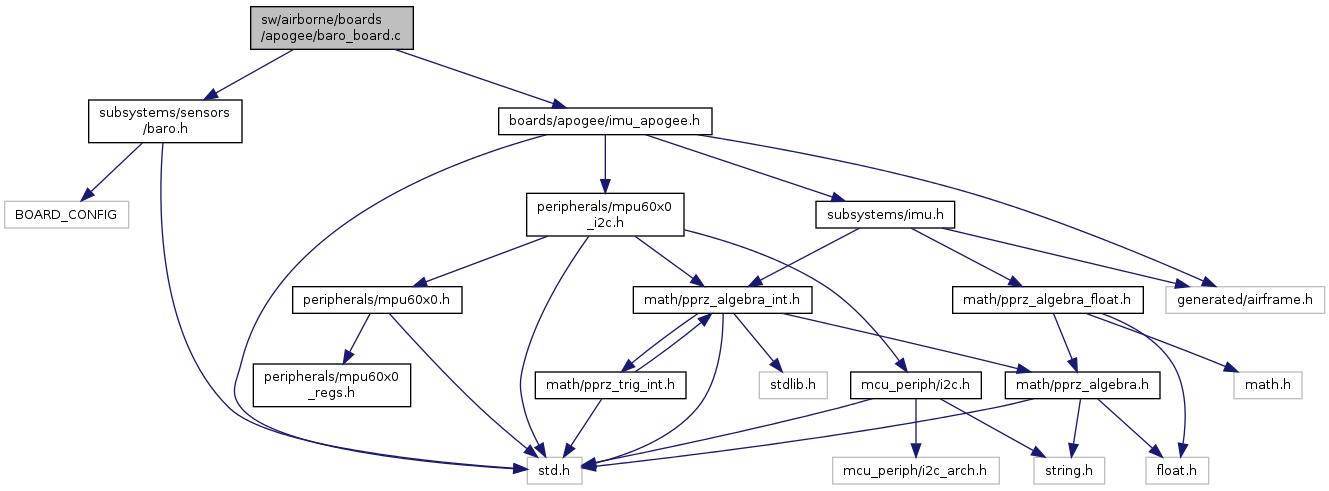 sw/airborne/boards
/apogee/baro_board.c
subsystems/sensors
/baro.h
boards/apogee/imu_apogee.h
BOARD_CONFIG
peripherals/mpu60x0
_i2c.h
subsystems/imu.h
peripherals/mpu60x0.h
math/pprz_algebra_int.h
math/pprz_algebra_float.h
generated/airframe.h
peripherals/mpu60x0
_regs.h
math/pprz_trig_int.h
stdlib.h
mcu_periph/i2c.h
math/pprz_algebra.h
math.h
std.h
mcu_periph/i2c_arch.h
string.h
float.h